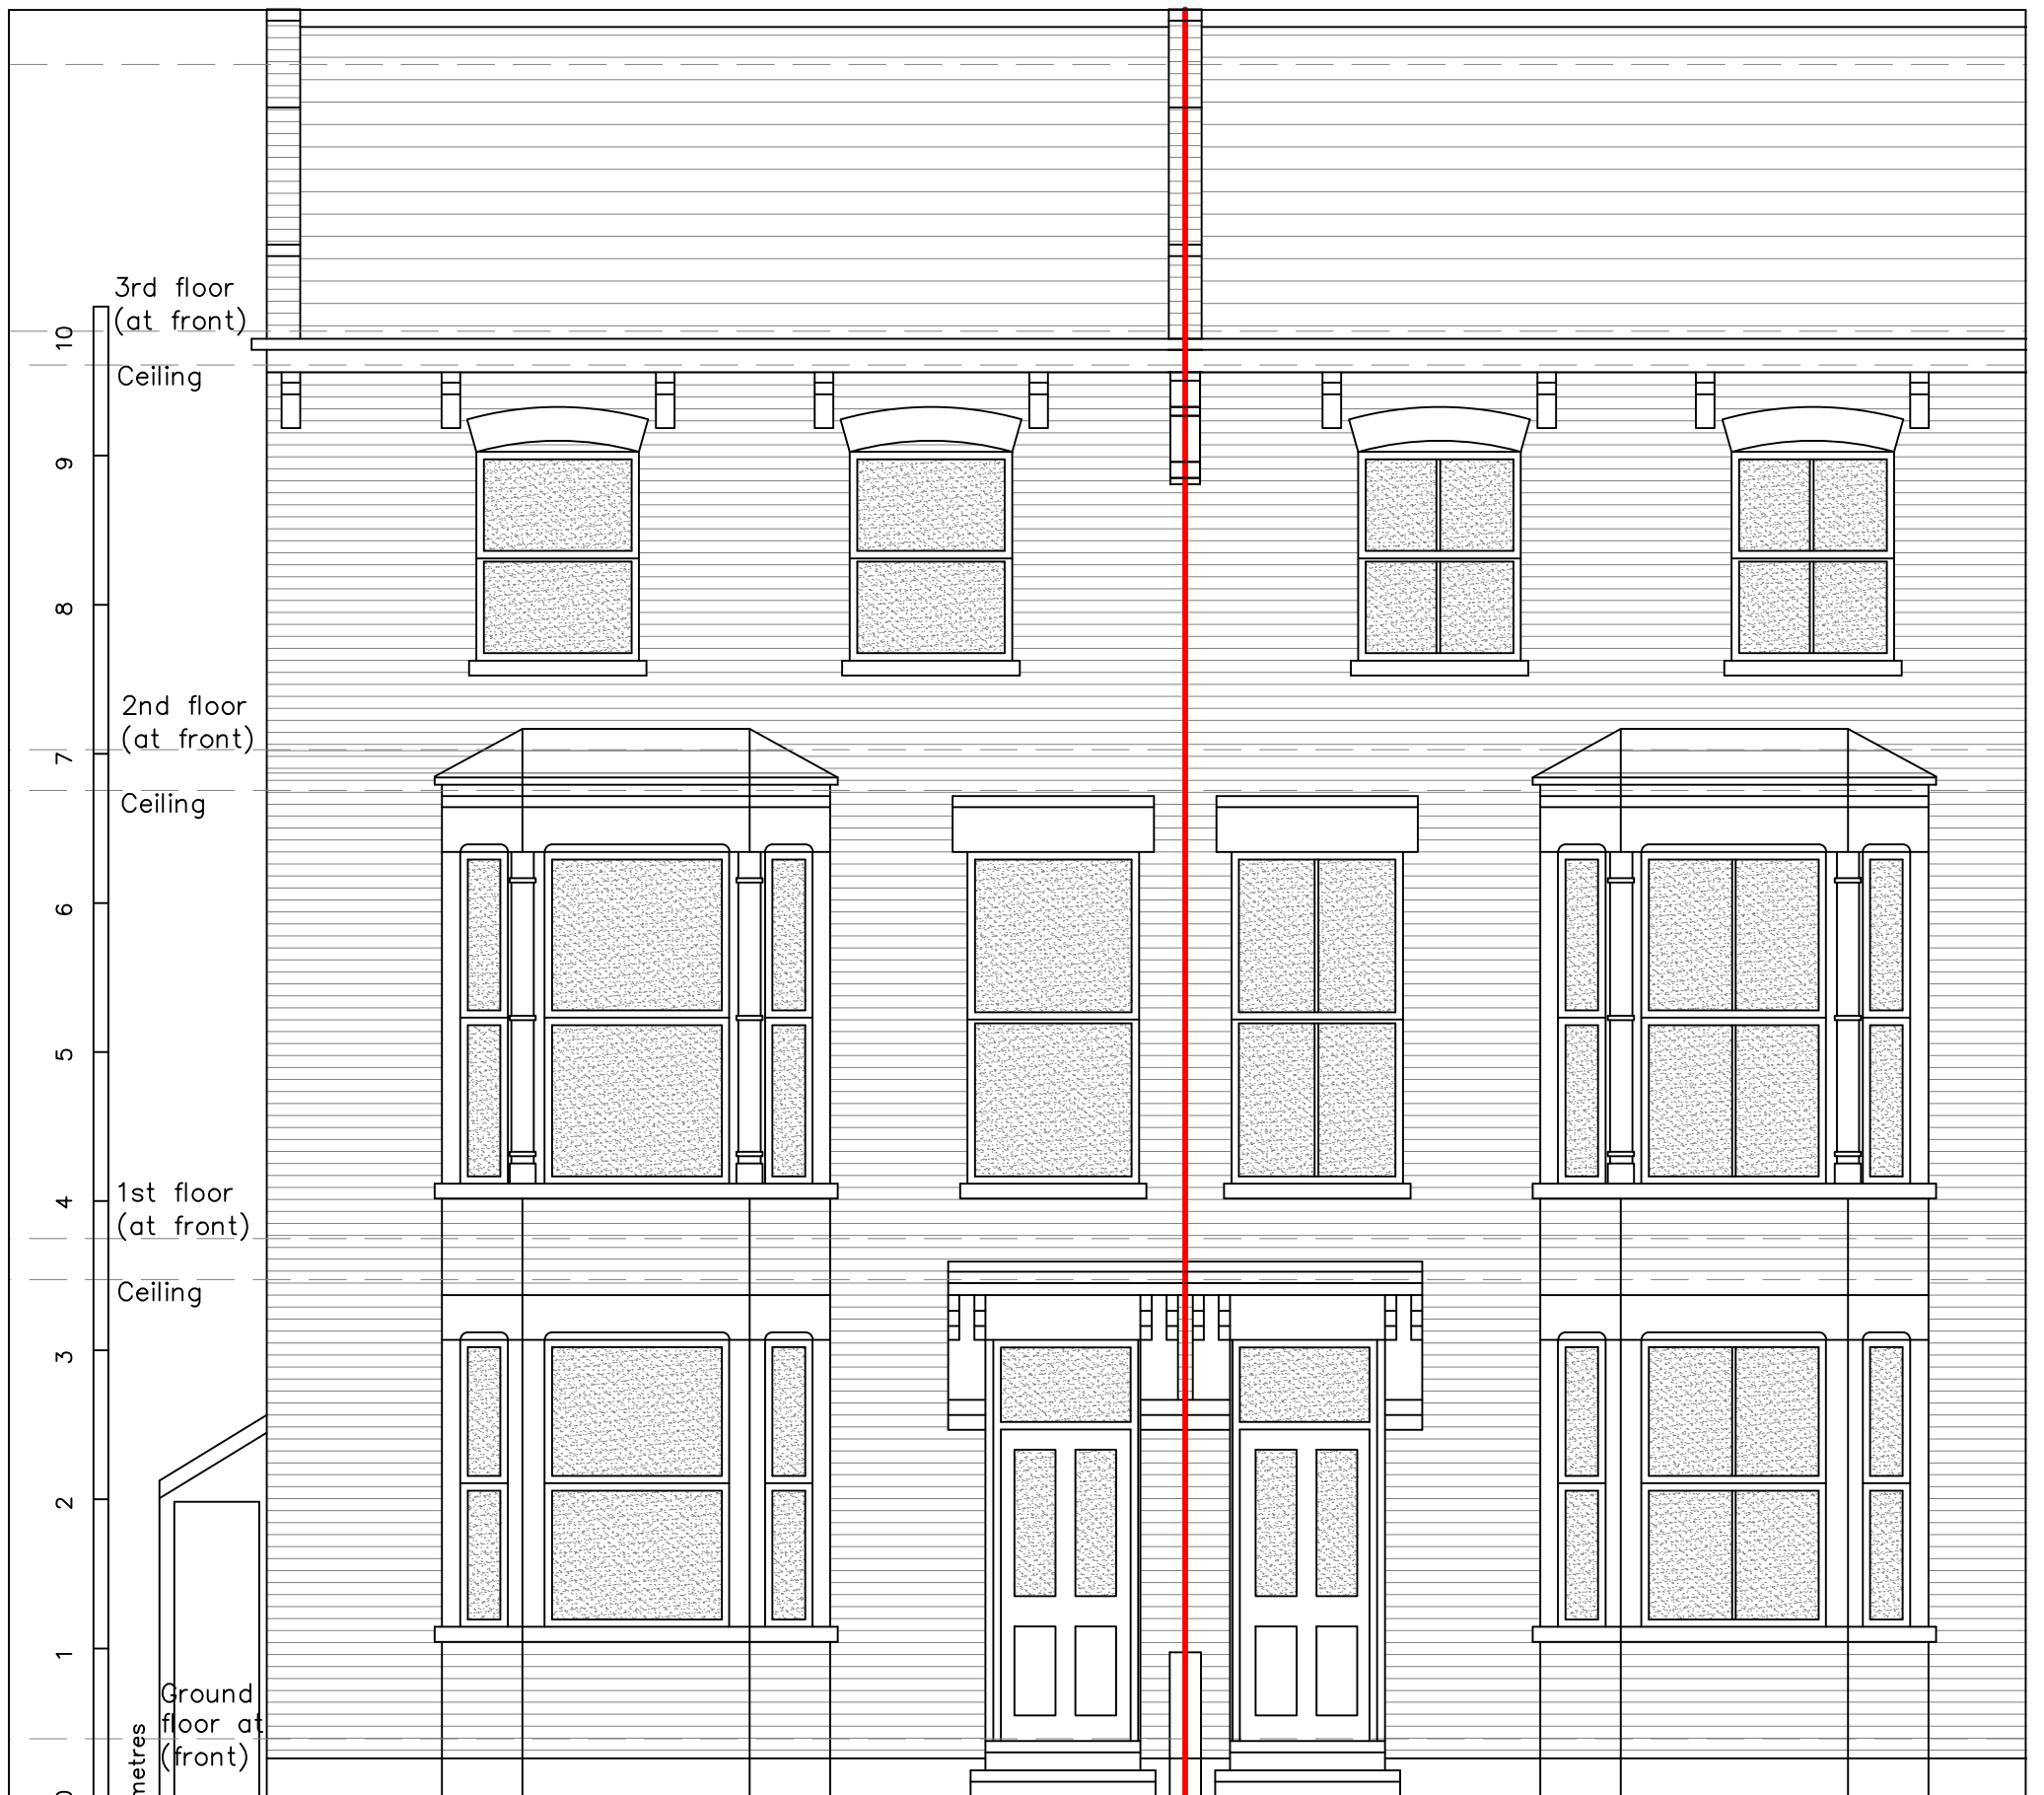 3rd floor
(at front)
10
Ceiling
9
8
2nd floor
(at front)
7
Ceiling
6
5
1st floor
(at front)
4
Ceiling
3
2
1
Ground
floor at
(front)
metres
0